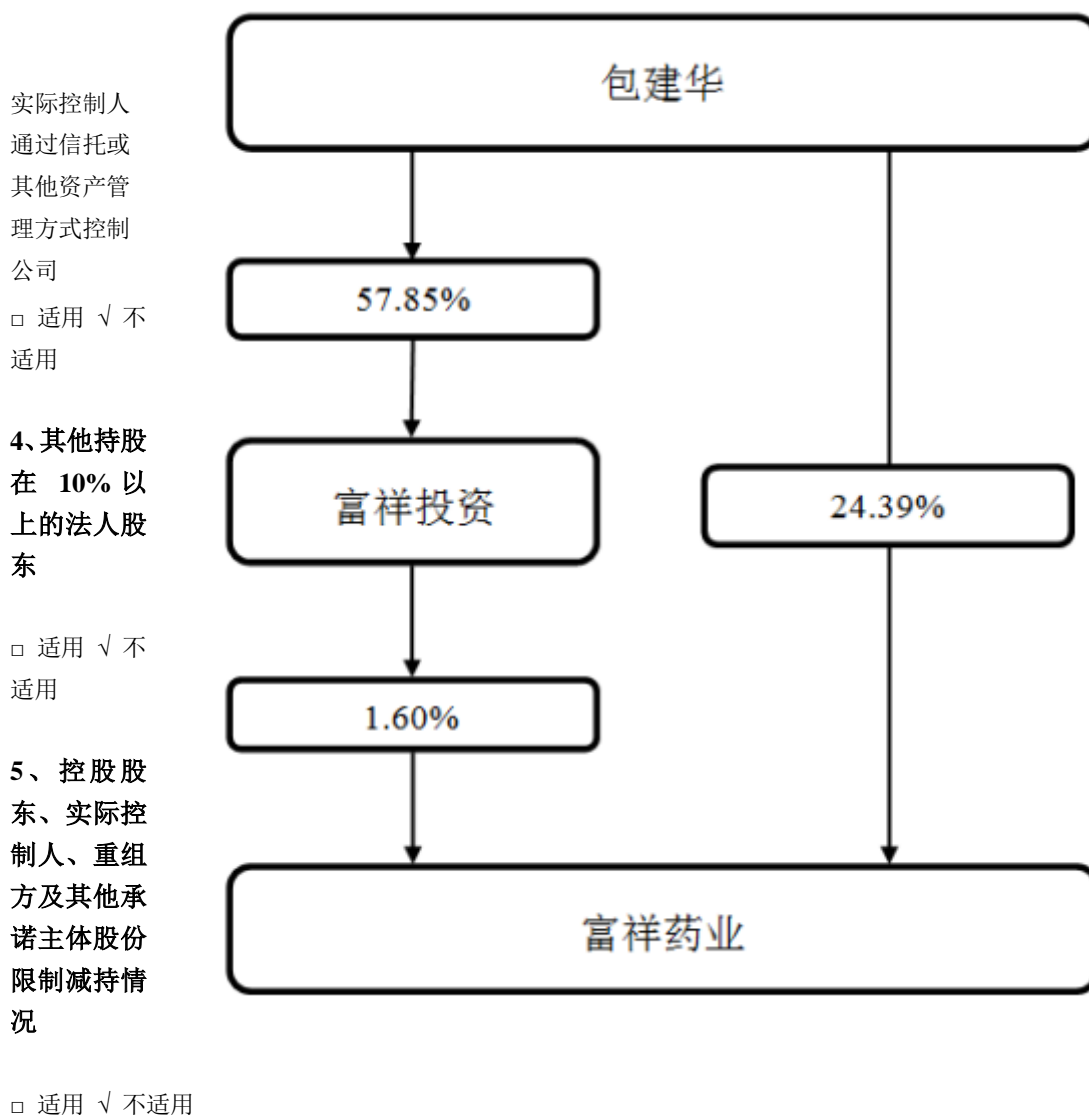 包建华
实际控制人
通过信托或
其他资产管
理方式控制
公司
□ 适用 √ 不
适用
57.85%
4、其他持股
在 10% 以
上的法人股
东
富祥投资
24.39%
□ 适用 √ 不
适用
1.60%
5、控股股
东、实际控
制人、重组
方及其他承
诺主体股份
限制减持情
况
富祥药业
□ 适用 √ 不适用